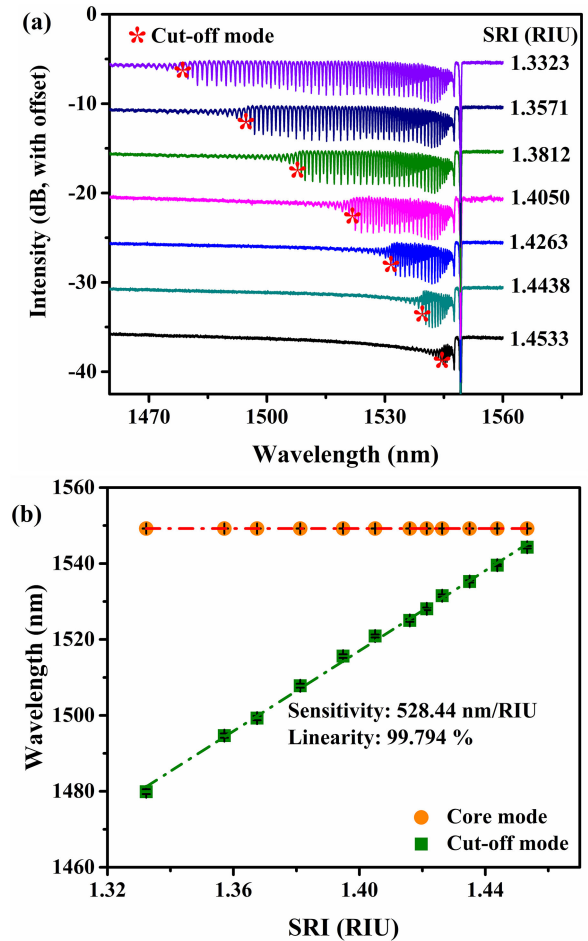 (a)
* Cut-off mode
SRI (RIU)
0
-10
-20
-30
-40
Intensity (dB, with offset)
1.3323
1.3571
1.3812
1.4050
1.4263
1.4438
1.4533
1470
1500
1530
1560
Wavelength (nm)
(b)
1560
1540
1520
1500
1480
1460
Wavelength (nm)
Sensitivity: 528.44 nm/RIU
Linearity: 99.794 %
Core mode
Cut-off mode
1.32
1.36
1.40
1.44
SRI (RIU)